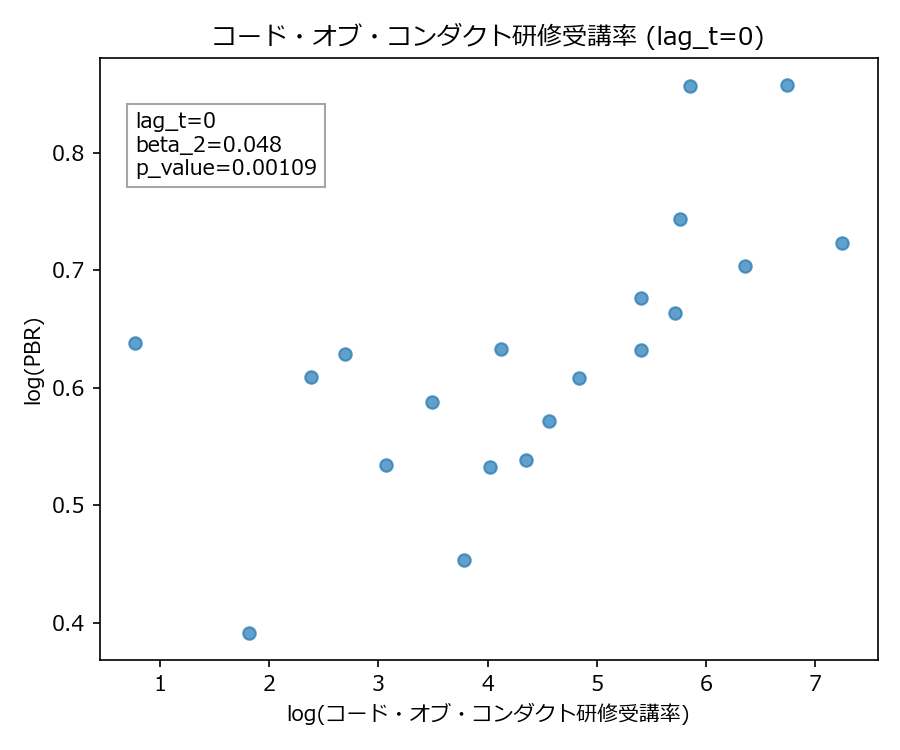 コード・オブ・コンダクト研修受講率 (lag_t=0)
lag_t=0
beta_2=0.048
p_value=0.00109
log(PBR)
0.8
0.7
0.6
0.5
0.4
1 2 3 4 5 6 7
log(コード・オブ・コンダクト研修受講率)